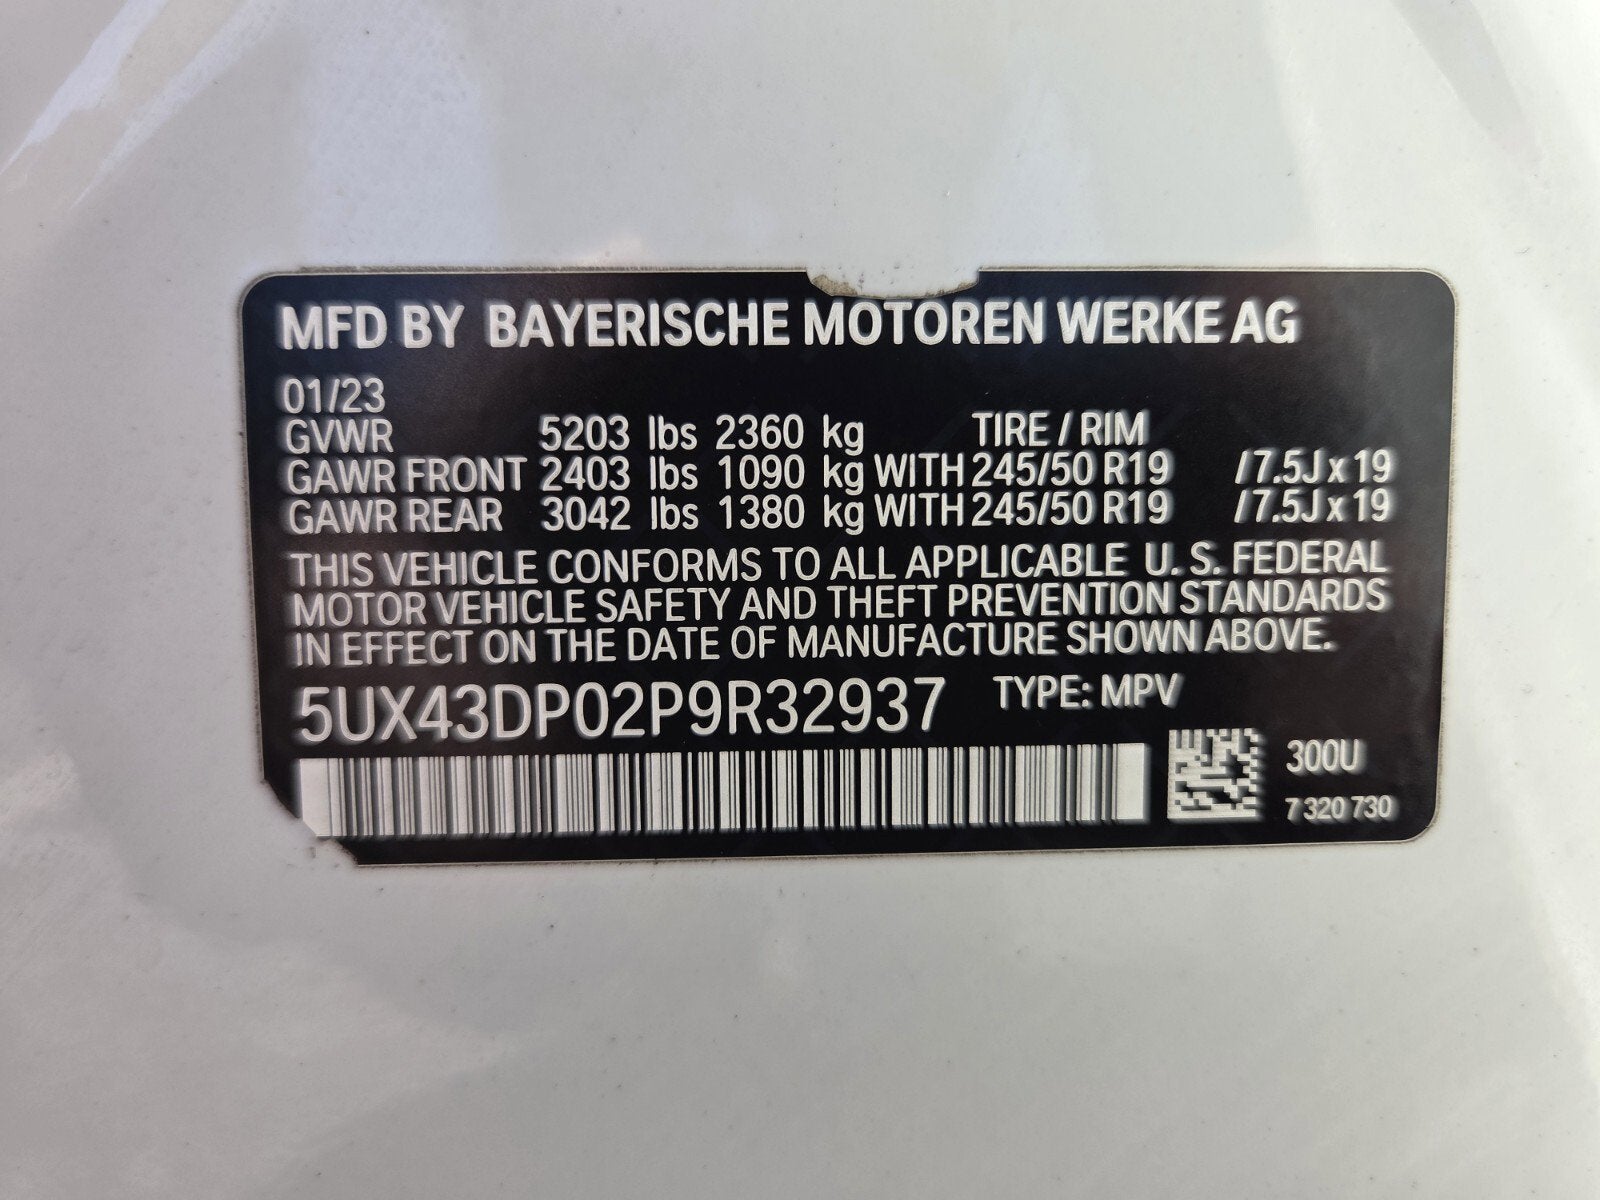 MFD BY BAYERISCHE MOTOREN WERKE AG
01/23
GVWR 5203 lbs 2360 kg TIRE / RIM
GAWR FRONT 2403 lbs 1090 kg WITH 245/50 R19 / 7.5J x 19
GAWR REAR 3042 lbs 1380 kg WITH 245/50 R19 / 7.5J x 19
THIS VEHICLE CONFORMS TO ALL APPLICABLE U. S. FEDERAL
MOTOR VEHICLE SAFETY AND THEFT PREVENTION STANDARDS
IN EFFECT ON THE DATE OF MANUFACTURE SHOWN ABOVE.
5UX43DP02P9R32937 TYPE: MPV
300U
7 320 730